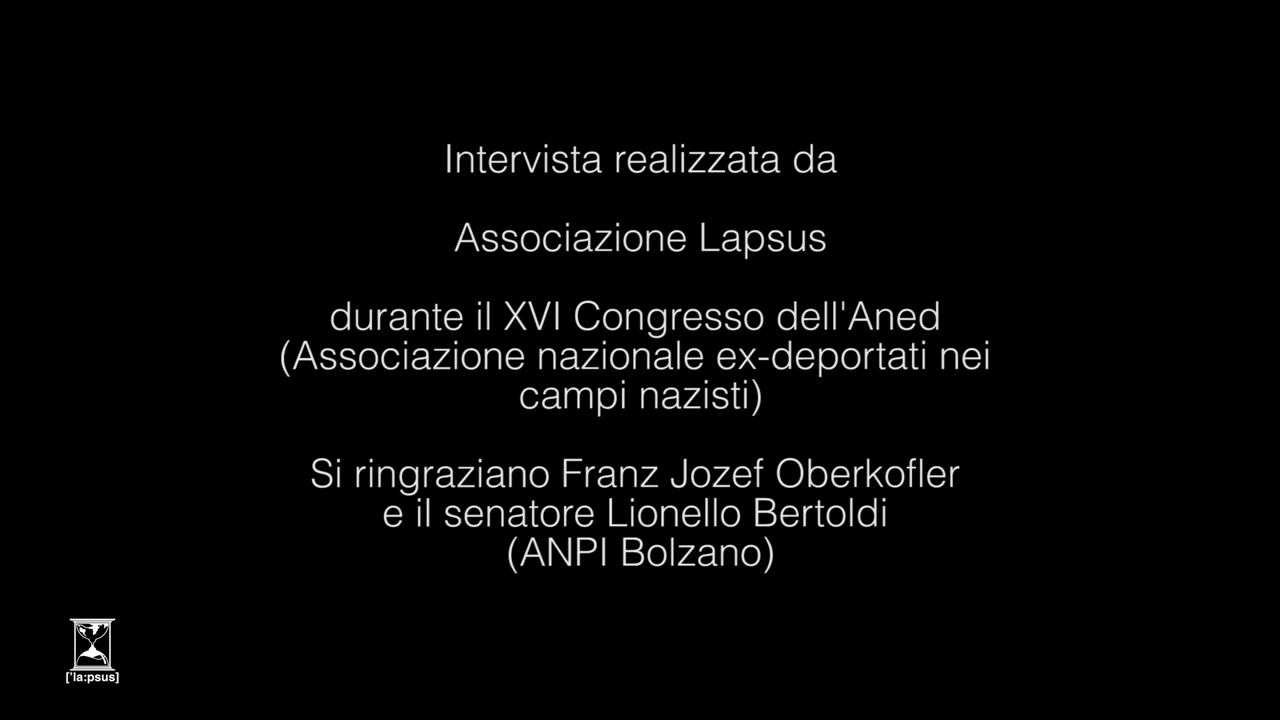 Intervista realizzata da
Associazione Lapsus
durante il XVI Congresso dell'Aned
(Associazione nazionale ex-deportati nei
campi nazisti)
Si ringraziano Franz Jozef Oberkofler
e il senatore Lionello Bertoldi
(ANPI Bolzano)
['la:psus]